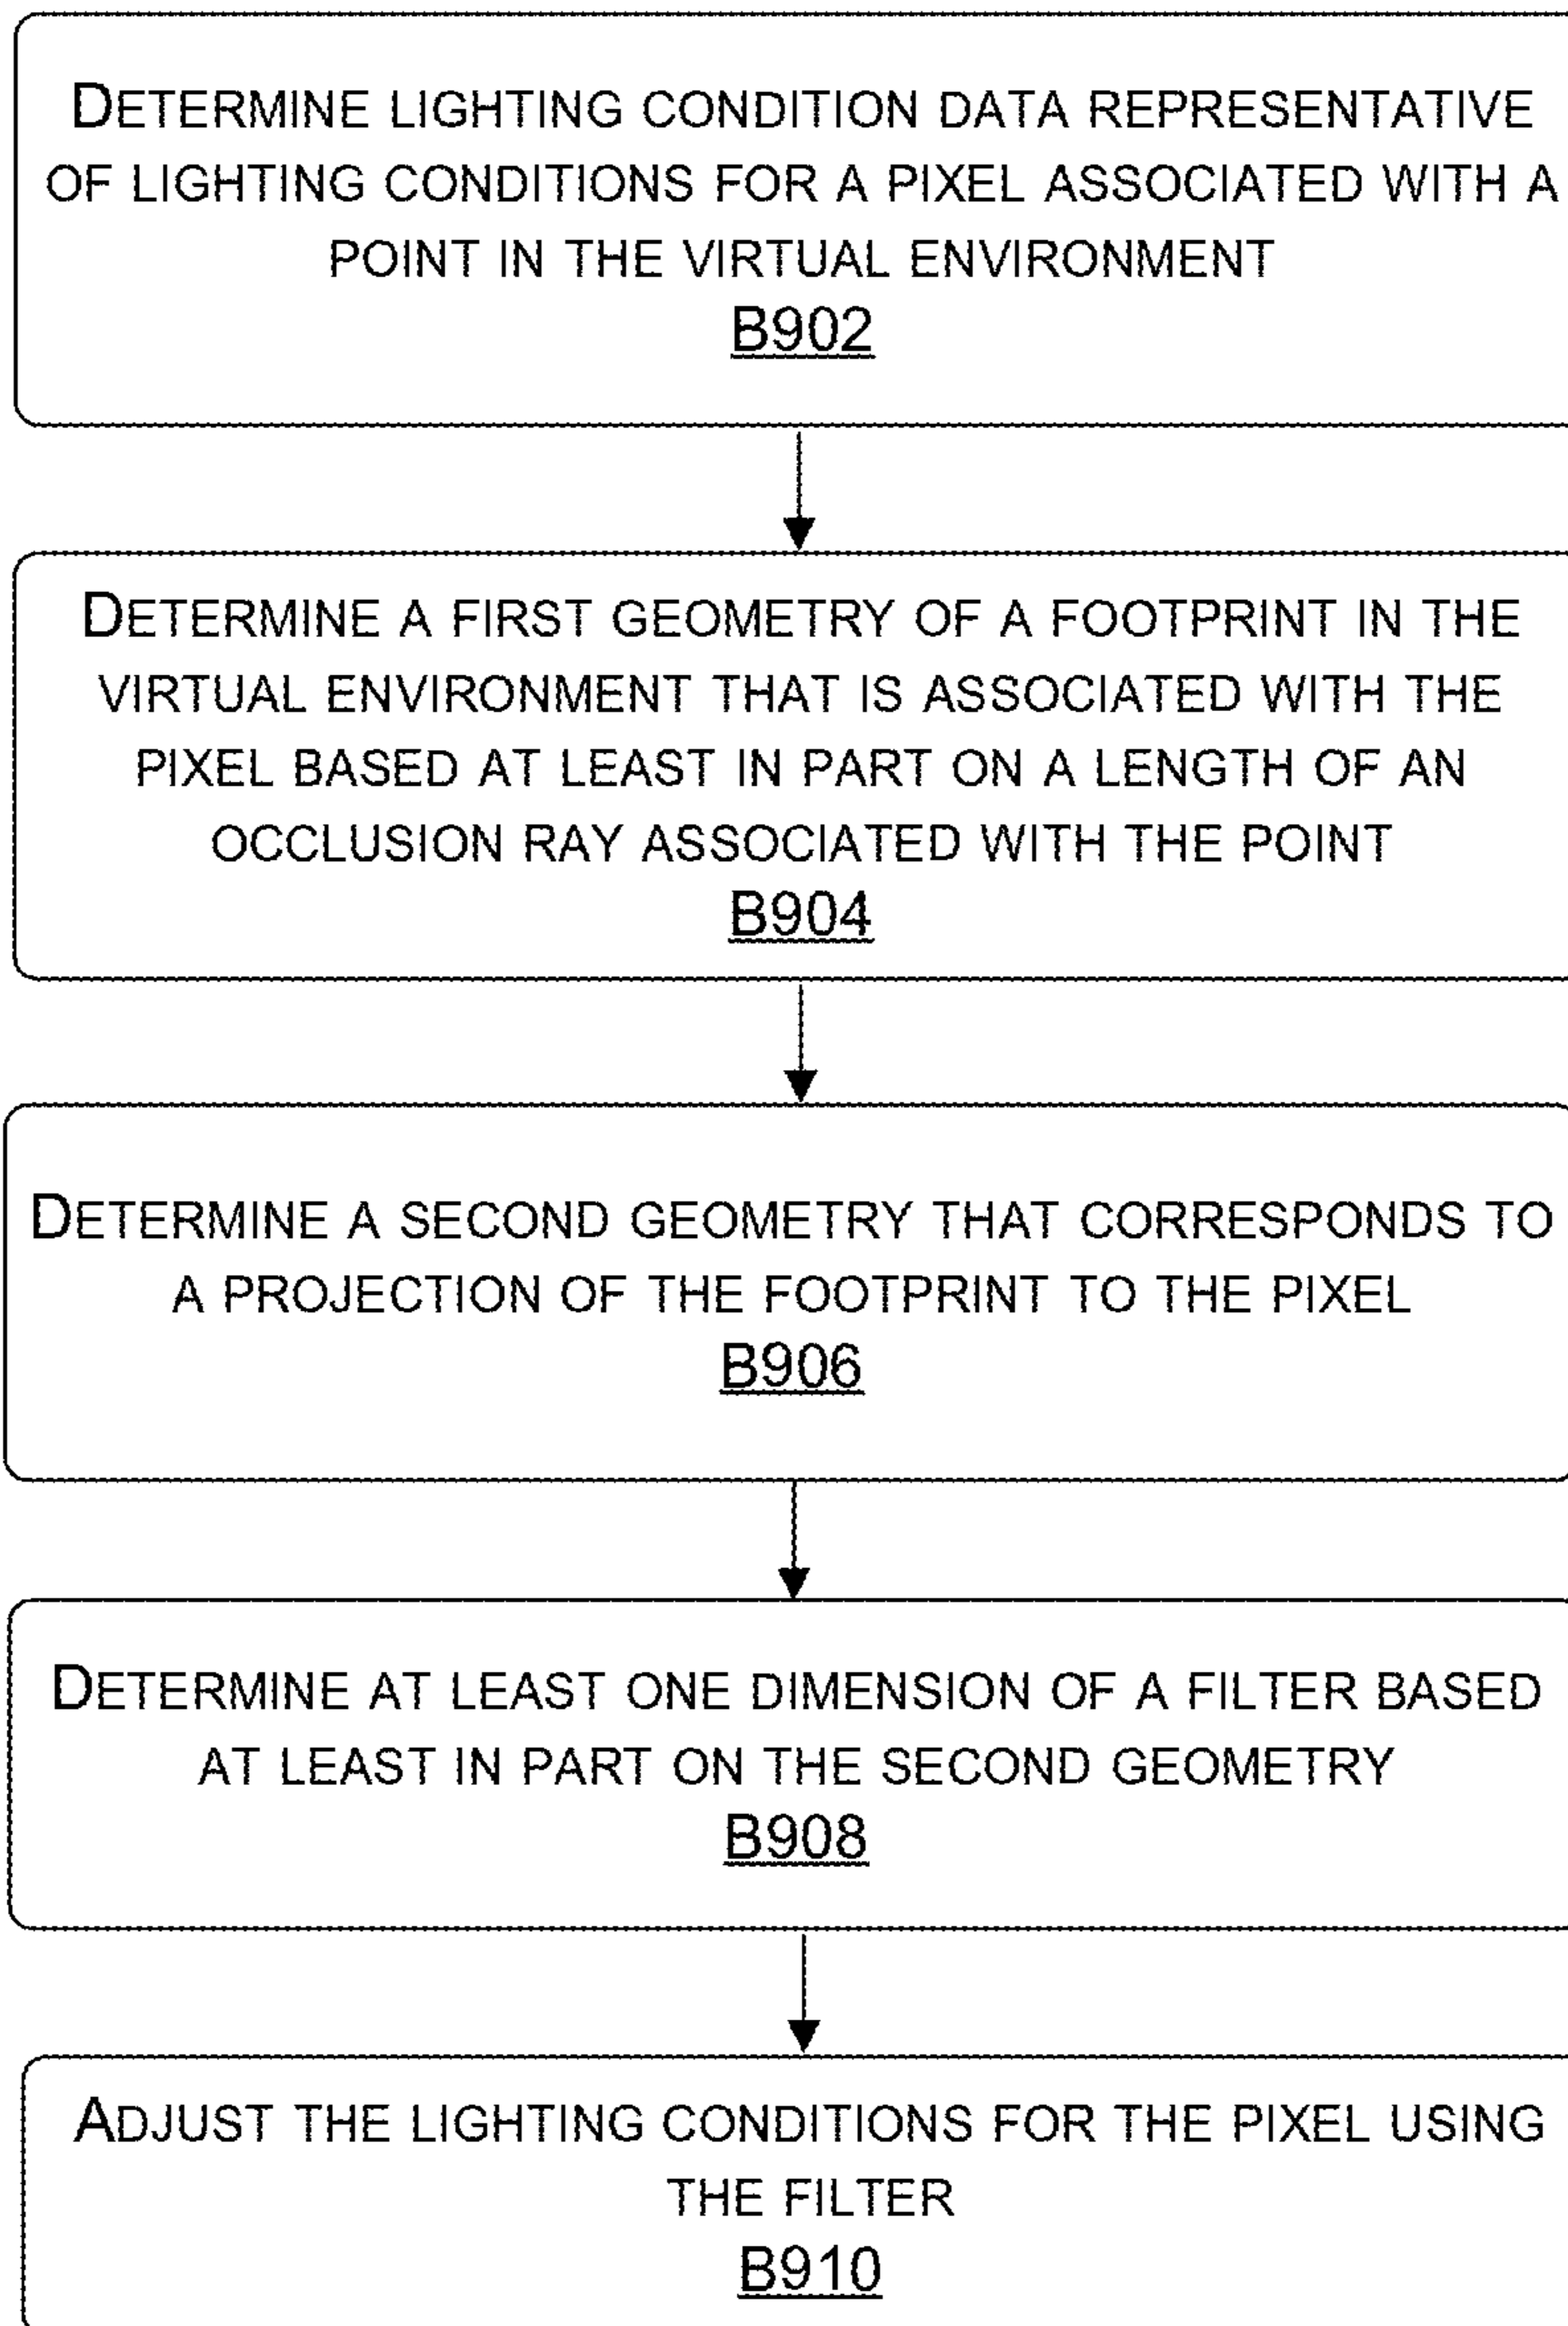 DETERMINE LIGHTING CONDITION DATA REPRESENTATIVE
OF LIGHTING CONDITIONS FOR A PIXEL ASSOCIATED WITH A
POINT IN THE VIRTUAL ENVIRONMENT
B902
DETERMINE A FIRST GEOMETRY OF A FOOTPRINT IN THE
VIRTUAL ENVIRONMENT THAT IS ASSOCIATED WITH THE
PIXEL BASED AT LEAST IN PART ON A LENGTH OF AN
OCCLUSION RAY ASSOCIATED WITH THE POINT
B904
DETERMINE A SECOND GEOMETRY THAT CORRESPONDS TO
A PROJECTION OF THE FOOTPRINT TO THE PIXEL
B906
DETERMINE AT LEAST ONE DIMENSION OF A FILTER BASED
AT LEAST IN PART ON THE SECOND GEOMETRY
B908
ADJUST THE LIGHTING CONDITIONS FOR THE PIXEL USING
THE FILTER
B910